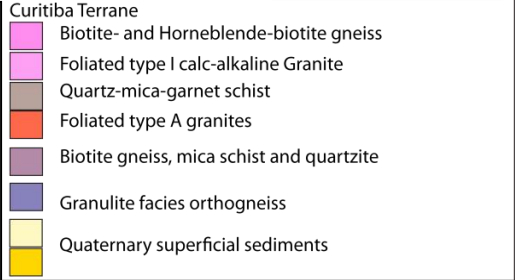 Curitiba Terrane
Biotite- and Horneblende-biotite gneiss
Foliated type I calc-alkaline Granite
Quartz-mica-garnet schist
Foliated type A granites
Biotite gneiss, mica schist and quartzite
Granulite facies orthogneiss
Quaternary superficial sediments